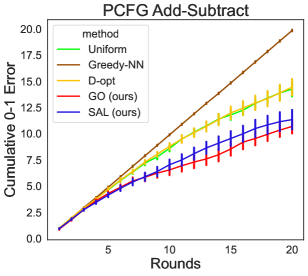 PCFG Add-Subtract
Cumulative 0-1 Error
20.0
17.5
15.0
12.5
10.0
7.5
5.0
2.5
0.0
method
Uniform
Greedy-NN
D-opt
GO (ours)
SAL (ours)
5
10
15
20
Rounds